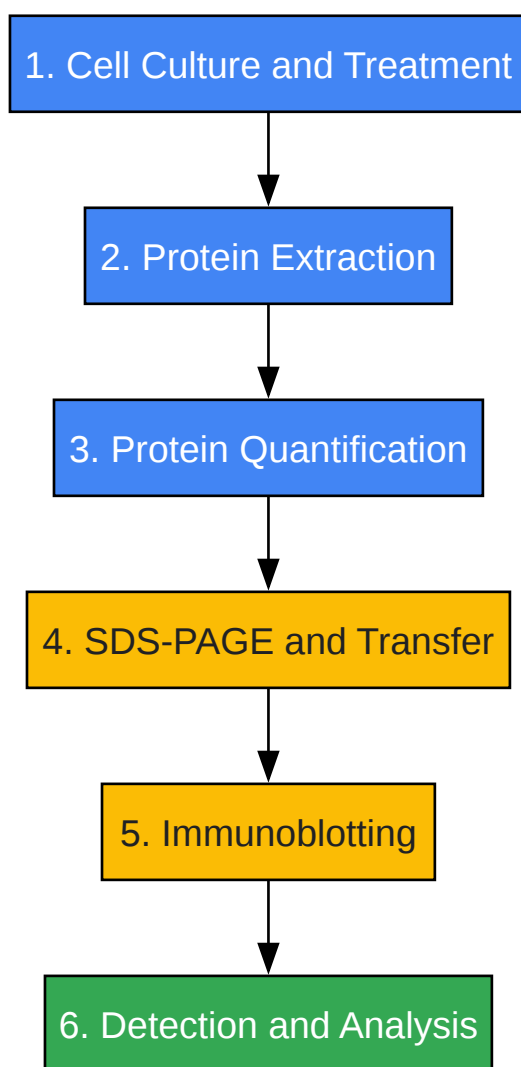 1. Cell Culture and Treatment
2. Protein Extraction
3. Protein Quantification
4. SDS-PAGE and Transfer
5. Immunoblotting
6. Detection and Analysis